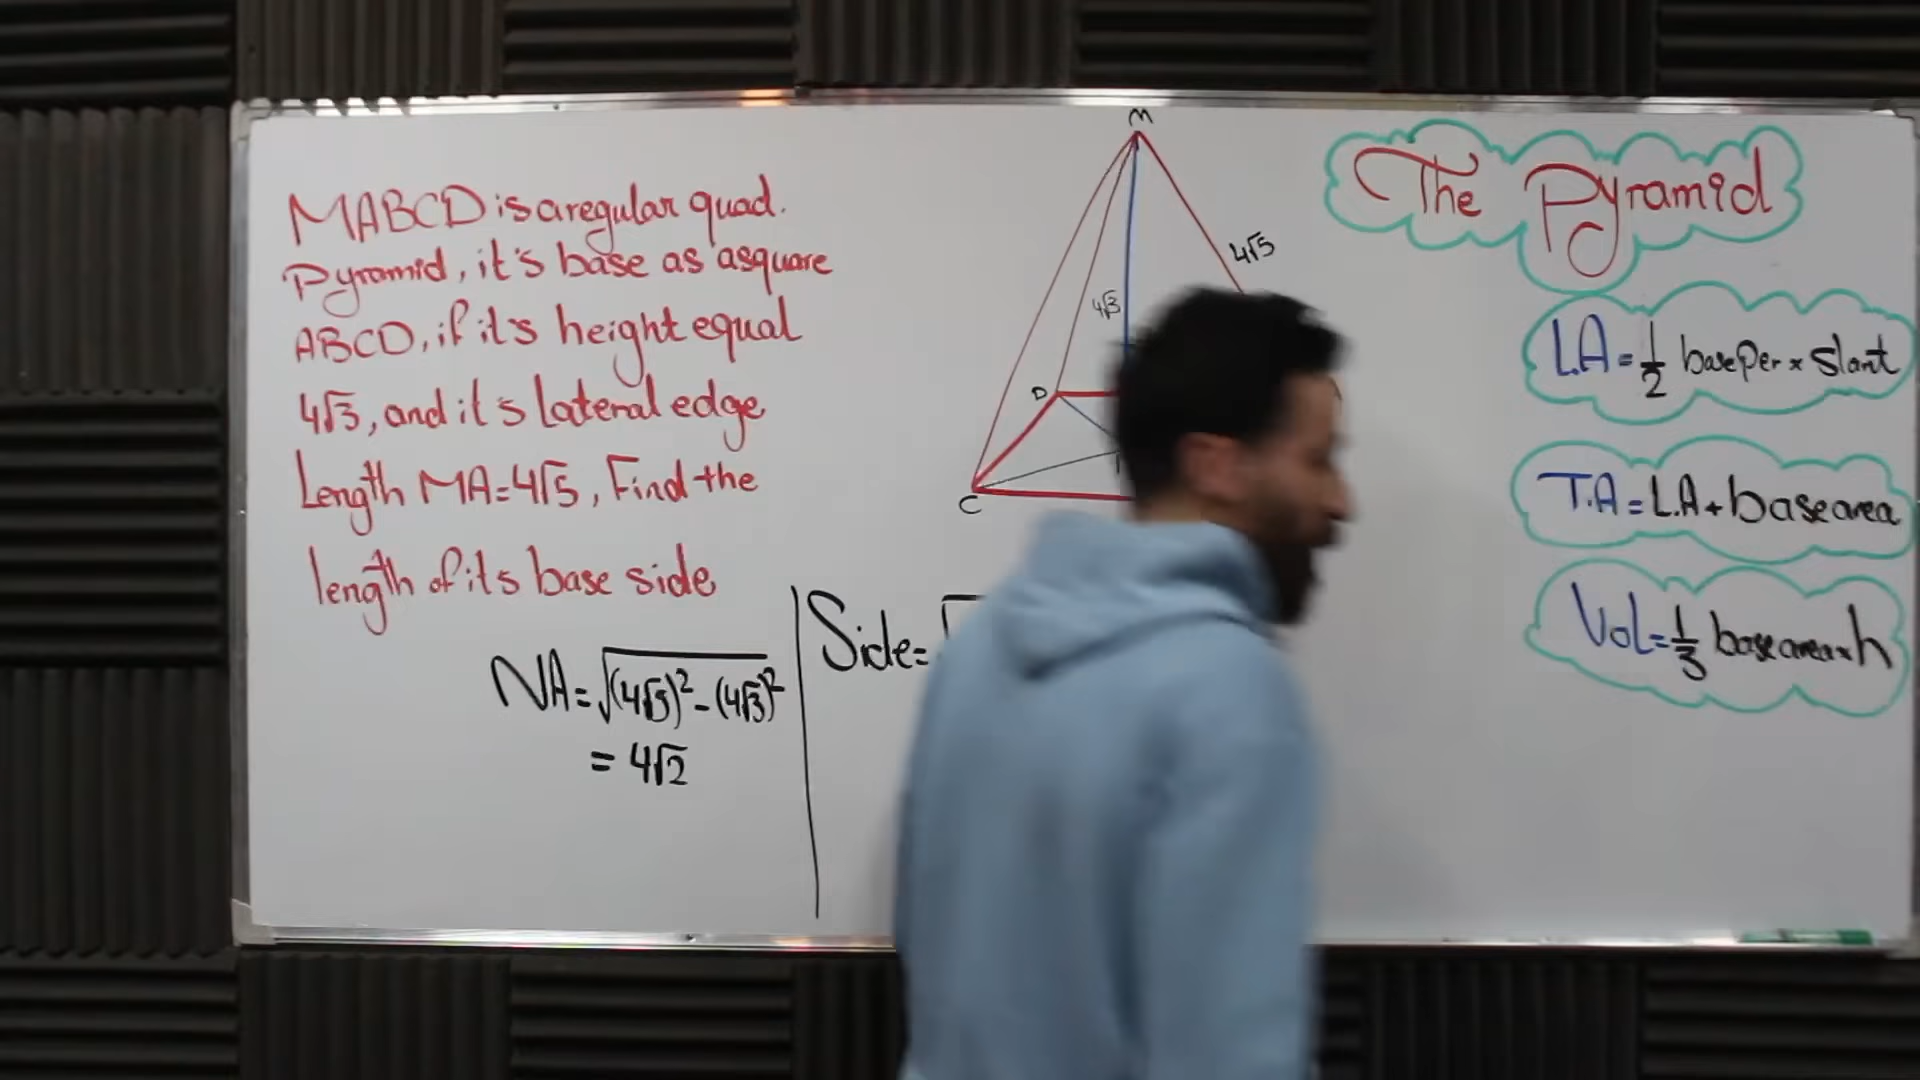 MABCD is a regular quad.
Pyramid, it's base as asquare
ABCD, if it's height equal
4√3, and it's Lateral edge
Length MA=4√5, Find the
length of its base side
NA=√(4√5)² - (4√3)²
= 4√2
Side=√
M
4√5
4√3
D
C
The Pyramid
L.A = 1/2 base Per × slant
T.A = L.A + base area
Vol = 1/3 base area × h